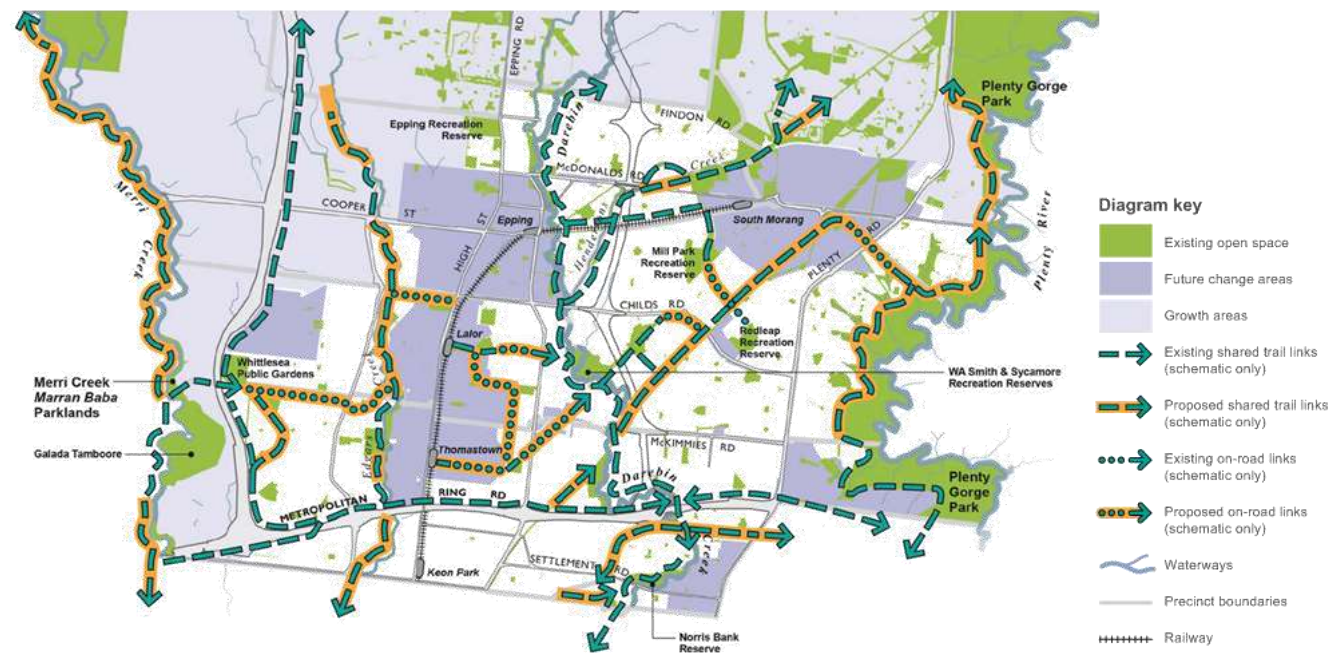 EPPING RD
Plenty Gorge
Park
FINDON RD
Epping Recreation
Reserve
Darebin
Creek
McDONALDS RD
Merri
Creek
COOPER ST
HIGH ST
Epping
Hendersons
South Morang
Mill Park
Recreation
Reserve
PLENTY RD
Plenty River
CHILDS RD
Lalor
Redleap
Recreation
Reserve
Whittlesea
Public Gardens
WA Smith & Sycamore
Recreation Reserves
Merri Creek
Marran Baba
Parklands
Galada Tamboore
Edgars
Creek
Thomastown
McKIMMIES RD
Darebin
Creek
METROPOLITAN RING RD
Plenty
Gorge
Park
SETTLEMENT RD
Keon Park
Norris Bank
Reserve
Diagram key
Existing open space
Future change areas
Growth areas
Existing shared trail links
(schematic only)
Proposed shared trail links
(schematic only)
Existing on-road links
(schematic only)
Proposed on-road links
(schematic only)
Waterways
Precinct boundaries
Railway